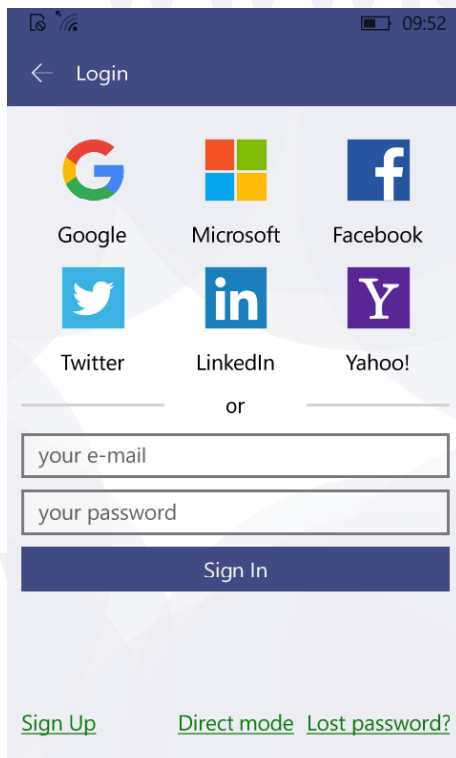 09:52
Login
Google Microsoft Facebook
Twitter LinkedIn Yahoo!
or
your e-mail
your password
Sign In
Sign Up Direct mode Lost password?